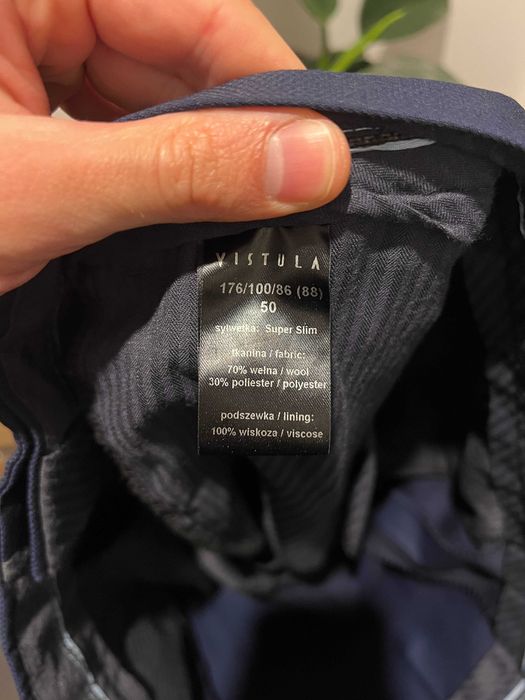 VISTULA
176/100/86 (88)
50
sylwetka: Super Slim
tkanina / fabric:
70% wełna / wool
30% poliester / polyester
podszewka / lining:
100% wiskoza / viscose